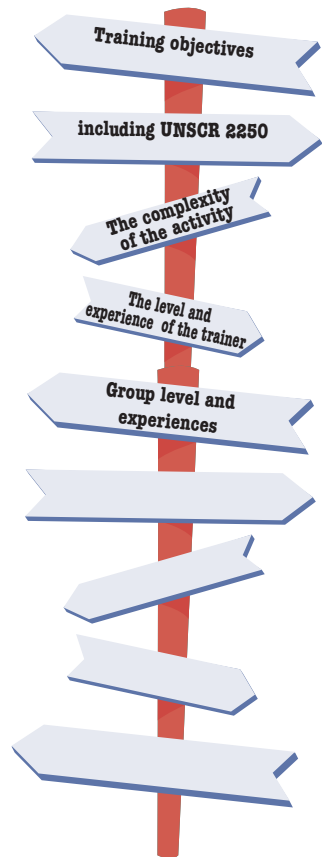 Training objectives
including UNSCR 2250
The complexity
of the activity
The level and
experience of the trainer
Group level and
experiences